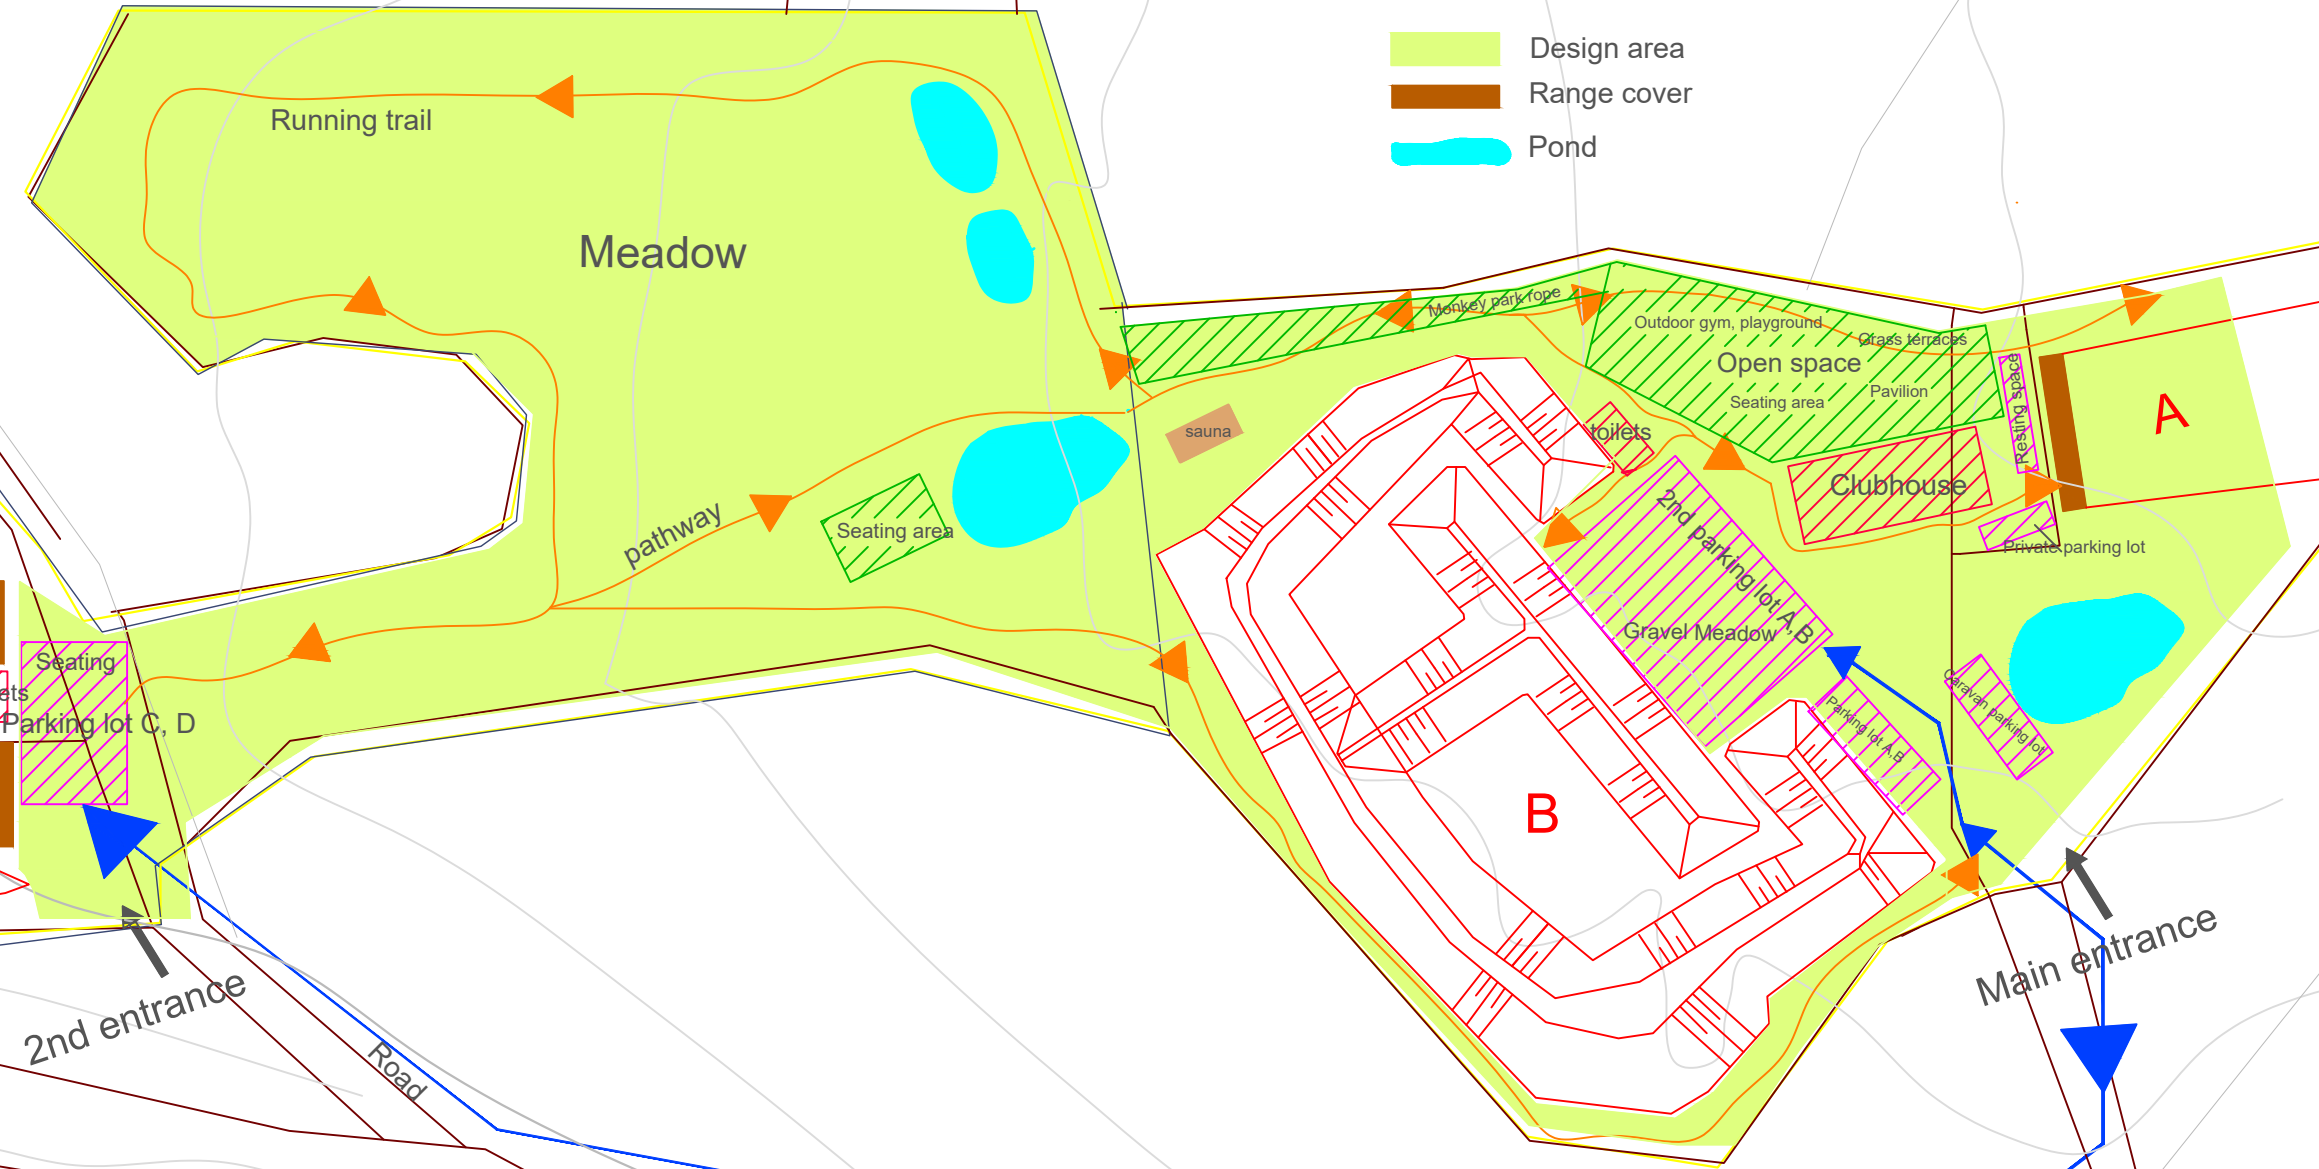 Design area
Range cover
Pond
Running trail
Meadow
Monkey park rope
Outdoor gym, playground
Grass terraces
Open space
Pavilion
Seating area
Resting space
A
sauna
toilets
Clubhouse
pathway
Seating area
2nd parking lot A,B
Private parking lot
Gravel Meadow
Seating
ets
Parking lot C, D
Caravan parking lot
Parking lot A,B
B
Main entrance
2nd entrance
Road